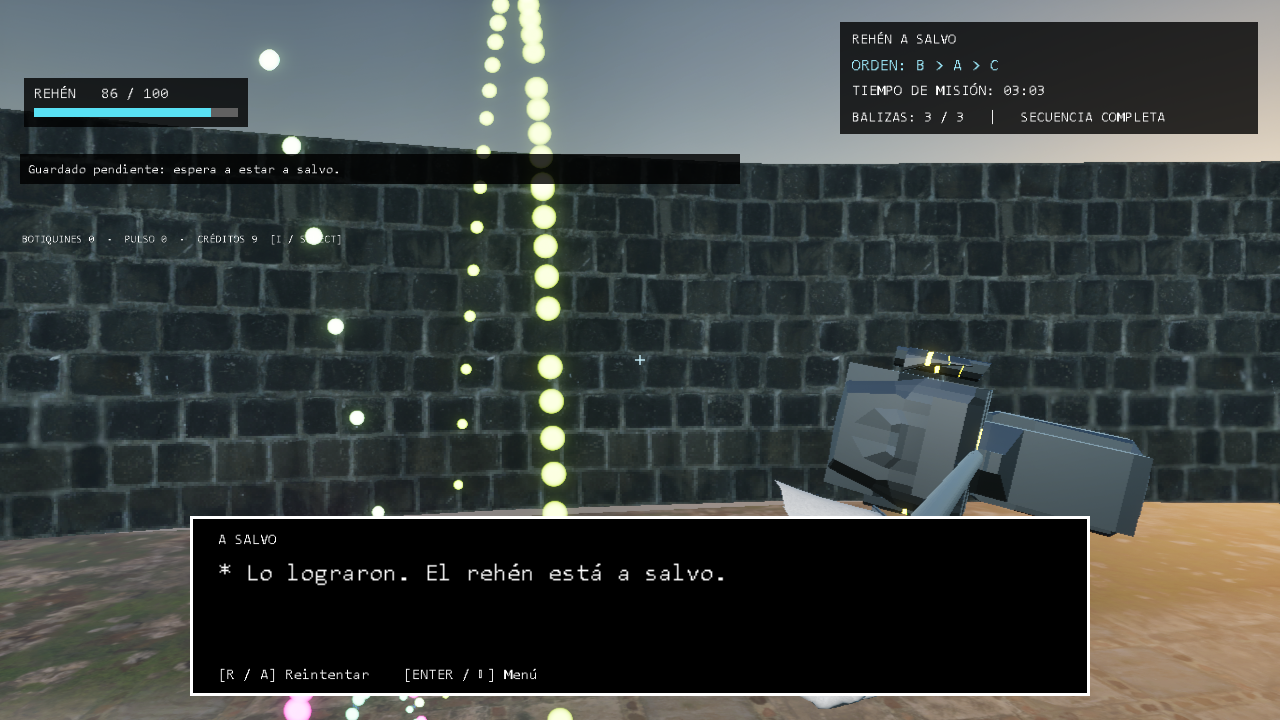 REHÉN 86 / 100
REHÉN A SALVO
ORDEN: B > A > C
TIEMPO DE MISIÓN: 03:03
BALIZAS: 3 / 3 | SECUENCIA COMPLETA
Guardado pendiente: espera a estar a salvo.
BOTIQUINES 0 · PULSO 0 · CRÉDITOS 9 [I / SELECT]
A SALVO
* Lo lograron. El rehén está a salvo.
[R / A] Reintentar [ENTER / ▯] Menú